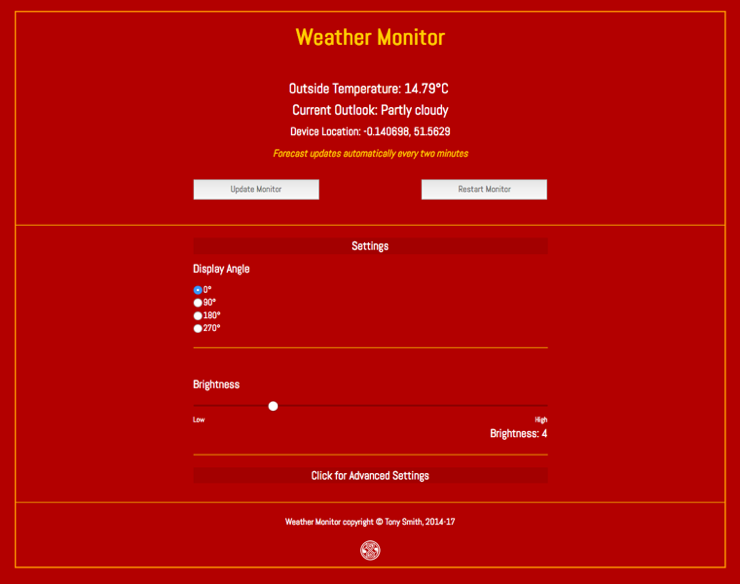 Weather Monitor
Outside Temperature: 14.79°C
Current Outlook: Partly cloudy
Device Location: -0.140698, 51.5629
Forecast updates automatically every two minutes
Update Monitor
Restart Monitor
Settings
Display Angle
0°
90°
180°
270°
Brightness
Low
High
Brightness: 4
Click for Advanced Settings
Weather Monitor copyright © Tony Smith, 2014-17